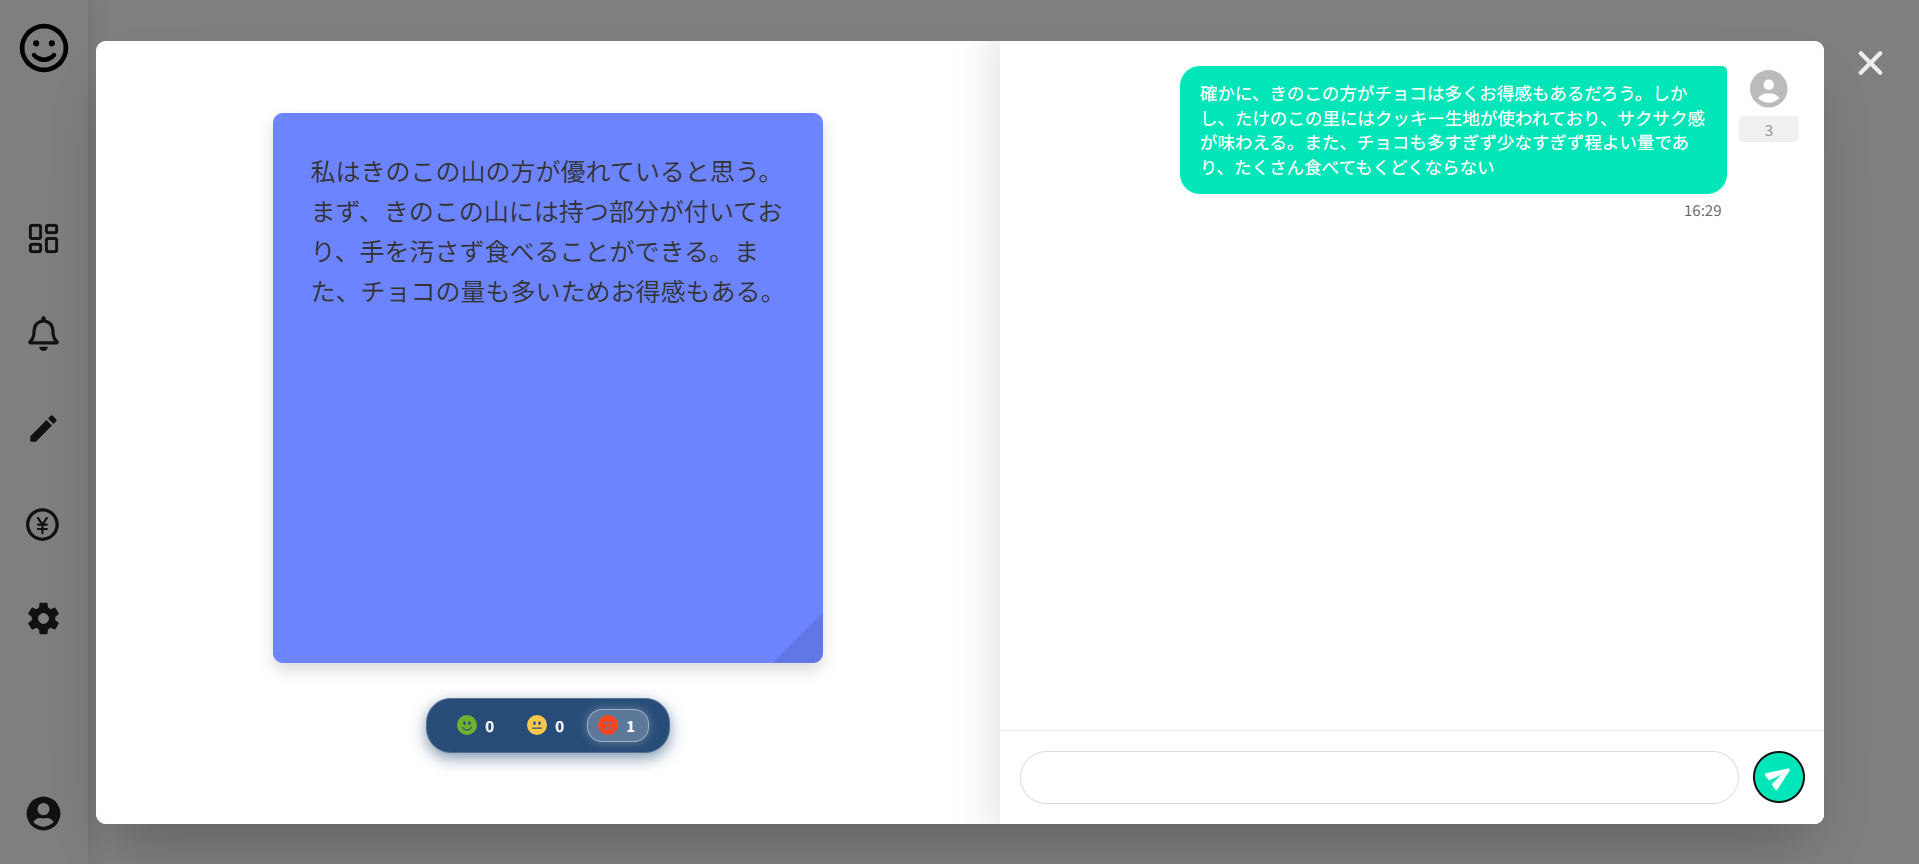 私はきのこの山の方が優れていると思う。
まず、きのこの山には持つ部分が付いてお
り、手を汚さず食べることができる。ま
た、チョコの量も多いためお得感もある。
0
0
1
確かに、きのこの方がチョコは多くお得感もあるだろう。しか
し、たけのこの里にはクッキー生地が使われており、サクサク感
が味わえる。また、チョコも多すぎず少なすぎず程よい量であ
り、たくさん食べてもくどくならない
3
16:29